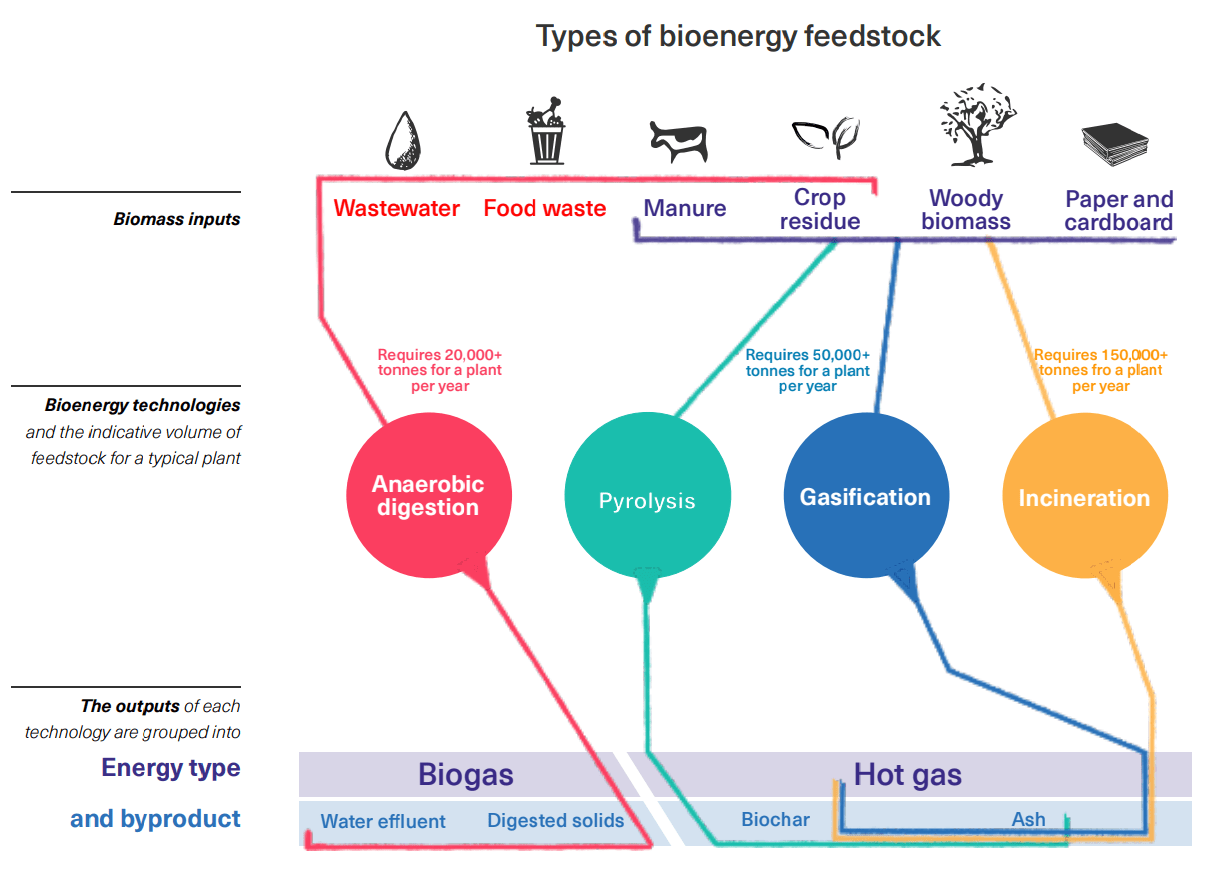 Types of bioenergy feedstock
Biomass inputs
Wastewater
Food waste
Manure
Crop
residue
Woody
biomass
Paper and
cardboard
Bioenergy technologies
and the indicative volume of
feedstock for a typical plant
Requires 20,000+
tonnes for a plant
per year
Requires 50,000+
tonnes for a plant
per year
Requires 150,000+
tonnes fro a plant
per year
Anaerobic
digestion
Pyrolysis
Gasification
Incineration
The outputs of each
technology are grouped into
Energy type
Biogas
Hot gas
and byproduct
Water effluent
Digested solids
Biochar
Ash